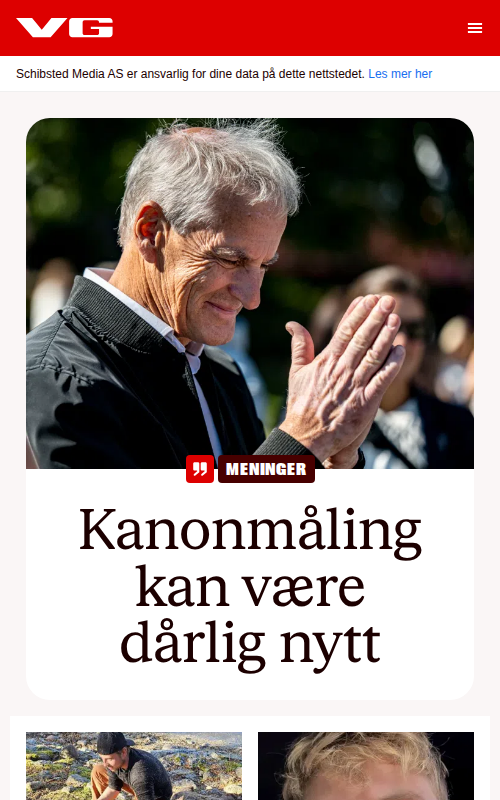 VG
Schibsted Media AS er ansvarlig for dine data på dette nettstedet. Les mer her
MENINGER
Kanonmåling
kan være
dårlig nytt